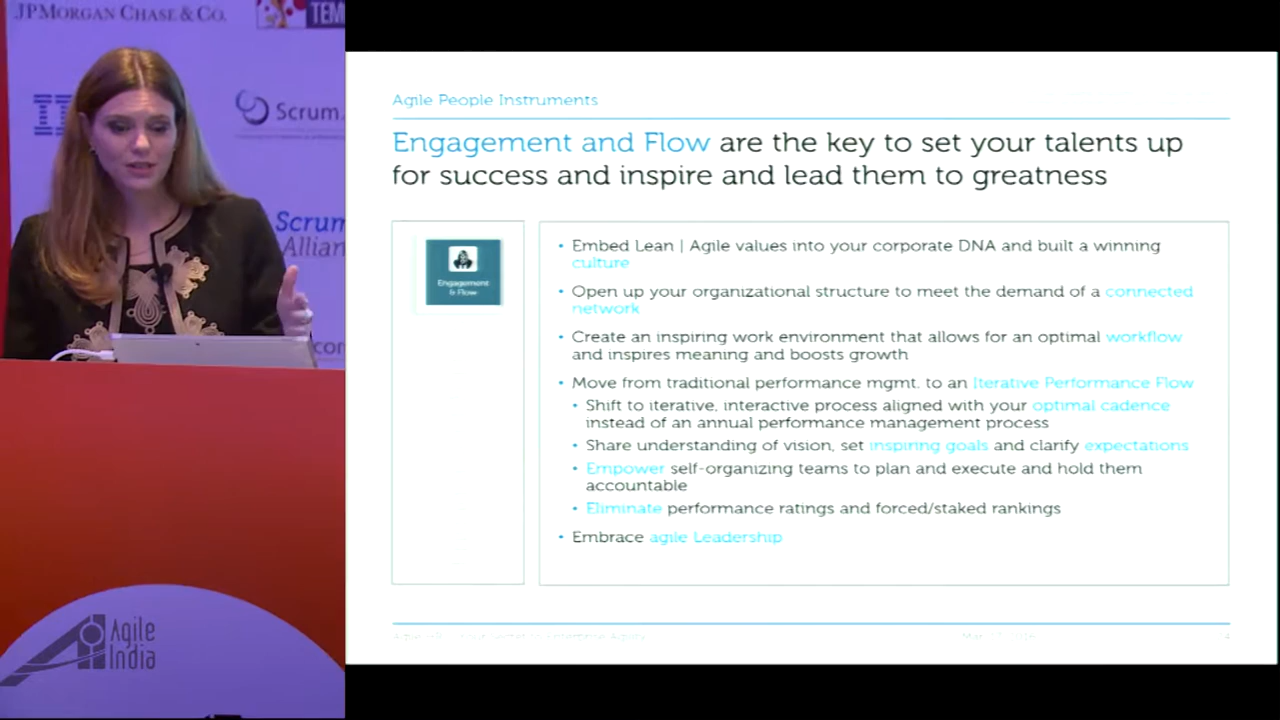 JPMORGAN CHASE & CO.
TEM
IB
Scrum.
Scrum
Allian
cor
Agile
India
Agile People Instruments
Engagement and Flow are the key to set your talents up
for success and inspire and lead them to greatness
Engagement
& Flow
• Embed Lean | Agile values into your corporate DNA and built a winning
culture
• Open up your organizational structure to meet the demand of a connected
network
• Create an inspiring work environment that allows for an optimal workflow
and inspires meaning and boosts growth
• Move from traditional performance mgmt. to an Iterative Performance Flow
• Shift to iterative, interactive process aligned with your optimal cadence
instead of an annual performance management process
• Share understanding of vision, set inspiring goals and clarify expectations
• Empower self-organizing teams to plan and execute and hold them
accountable
• Eliminate performance ratings and forced/staked rankings
• Embrace agile Leadership